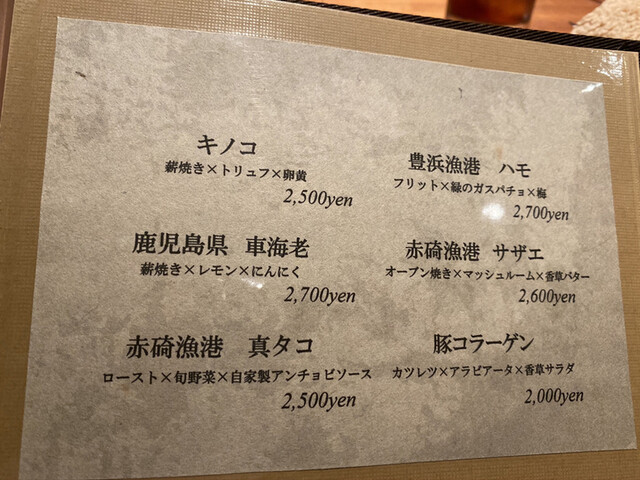 キノコ
薪焼き×トリュフ×卵黄
2,500yen
鹿児島県 車海老
薪焼き×レモン×にんにく
2,700yen
赤碕漁港 真タコ
ロースト×旬野菜×自家製アンチョビソース
2,500yen
豊浜漁港 ハモ
フリット×緑のガスパチョ×梅
2,700yen
赤碕漁港 サザエ
オーブン焼き×マッシュルーム×香草バター
2,600yen
豚コラーゲン
カツレツ×アラビアータ×香草サラダ
2,000yen